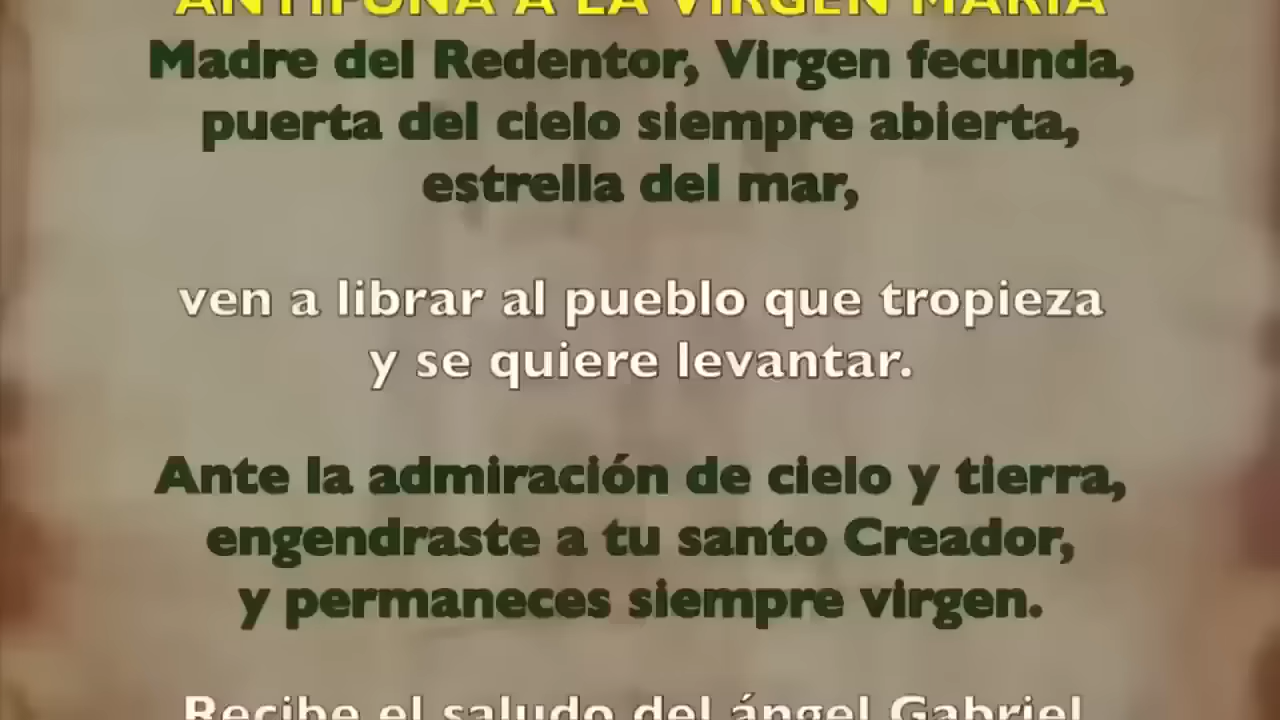 ANTÍFONA A LA VIRGEN MARÍA
Madre del Redentor, Virgen fecunda,
puerta del cielo siempre abierta,
estrella del mar,
ven a librar al pueblo que tropieza
y se quiere levantar.
Ante la admiración de cielo y tierra,
engendraste a tu santo Creador,
y permaneces siempre virgen.
Recibe el saludo del ángel Gabriel